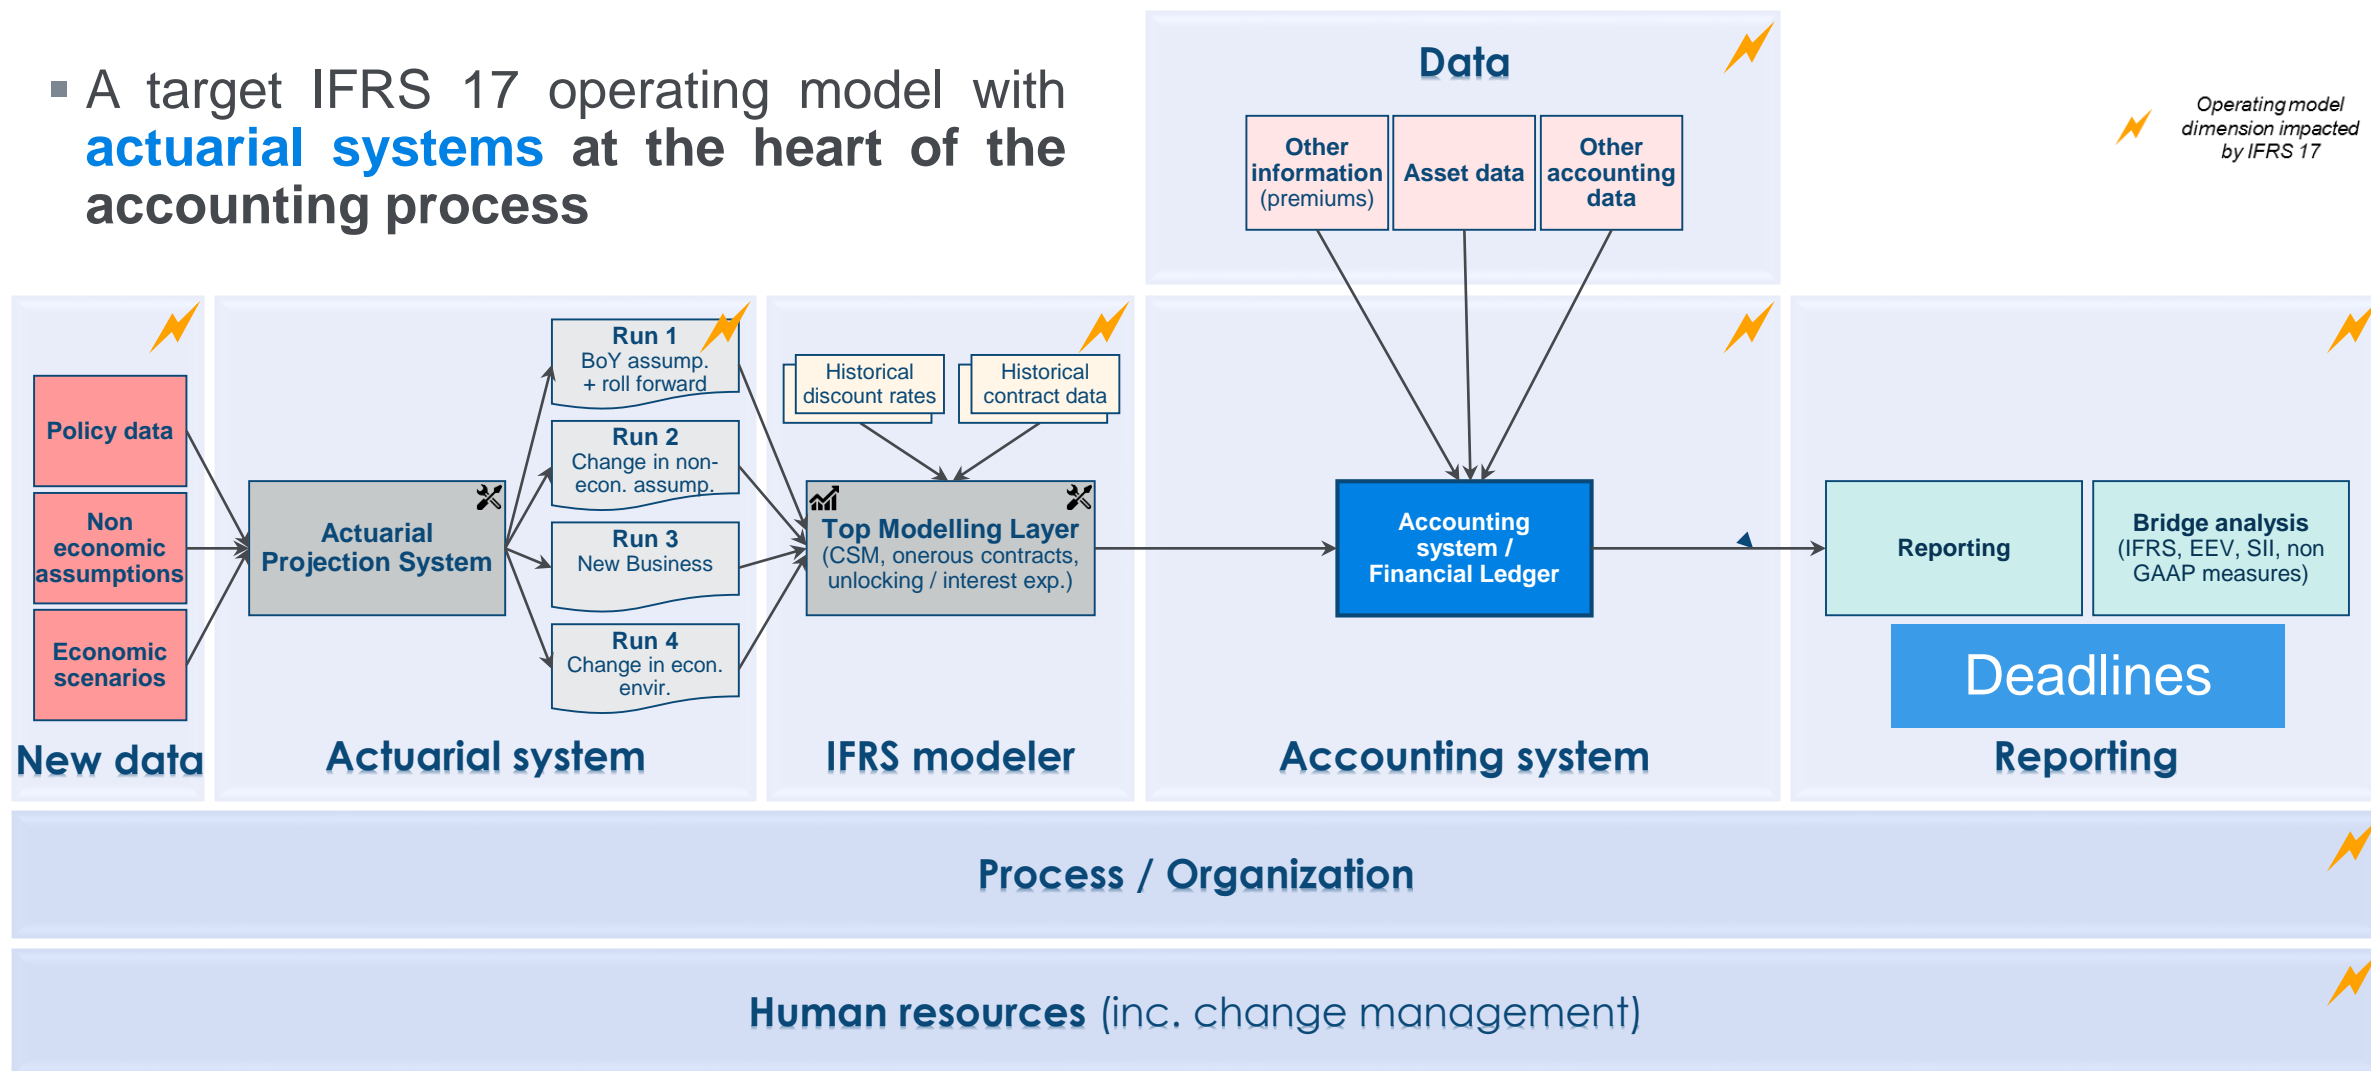 A target IFRS 17 operating model with
actuarial systems at the heart of the
accounting process
Data
Other
information
(premiums)
Asset data
Other
accounting
data
Operating model
dimension impacted
by IFRS 17
Policy data
Non
economic
assumptions
Economic
scenarios
New data
Actuarial
Projection System
Run 1
BoY assump.
+ roll forward
Run 2
Change in non-
econ. assump.
Run 3
New Business
Run 4
Change in econ.
envir.
Actuarial system
Historical
discount rates
Historical
contract data
Top Modelling Layer
(CSM, onerous contracts,
unlocking / interest exp.)
IFRS modeler
Accounting
system /
Financial Ledger
Accounting system
Reporting
Bridge analysis
(IFRS, EEV, SII, non
GAAP measures)
Deadlines
Reporting
Process / Organization
Human resources (inc. change management)